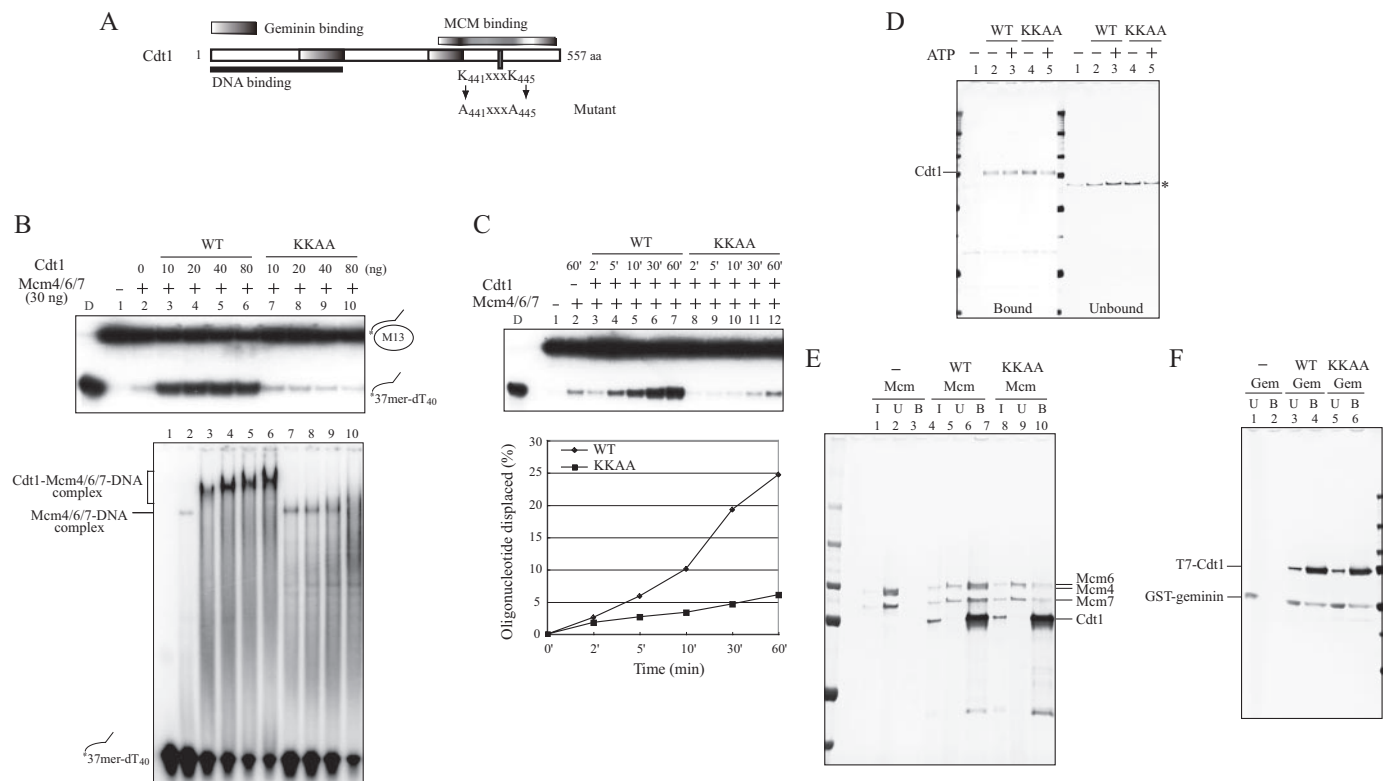 A
Geminin binding
MCM binding
Cdt1 1 557 aa
DNA binding
K441xxxK445
A441xxxA445 Mutant
B
WT KKAA
Cdt1 0 10 20 40 80 10 20 40 80 (ng)
Mcm4/6/7 − + + + + + + + + +
(30 ng)
D 1 2 3 4 5 6 7 8 9 10
* M13
*37mer-dT40
1 2 3 4 5 6 7 8 9 10
Cdt1-Mcm4/6/7-DNA
complex
Mcm4/6/7-DNA
complex
*37mer-dT40
C
WT KKAA
60' 2' 5' 10' 30' 60' 2' 5' 10' 30' 60'
Cdt1 − + + + + + + + + + +
Mcm4/6/7 − + + + + + + + + + + +
D 1 2 3 4 5 6 7 8 9 10 11 12
Oligonucleotide displaced (%)
30
25
20
15
10
5
0
WT
KKAA
0' 2' 5' 10' 30' 60'
Time (min)
D
WT KKAA WT KKAA
ATP − − + − + − − + − +
1 2 3 4 5 1 2 3 4 5
Cdt1
*
Bound Unbound
E
− WT KKAA
Mcm Mcm Mcm
I U B I U B I U B
1 2 3 4 5 6 7 8 9 10
Mcm6
Mcm4
Mcm7
Cdt1
F
− WT KKAA
Gem Gem Gem
U B U B U B
1 2 3 4 5 6
T7-Cdt1
GST-geminin